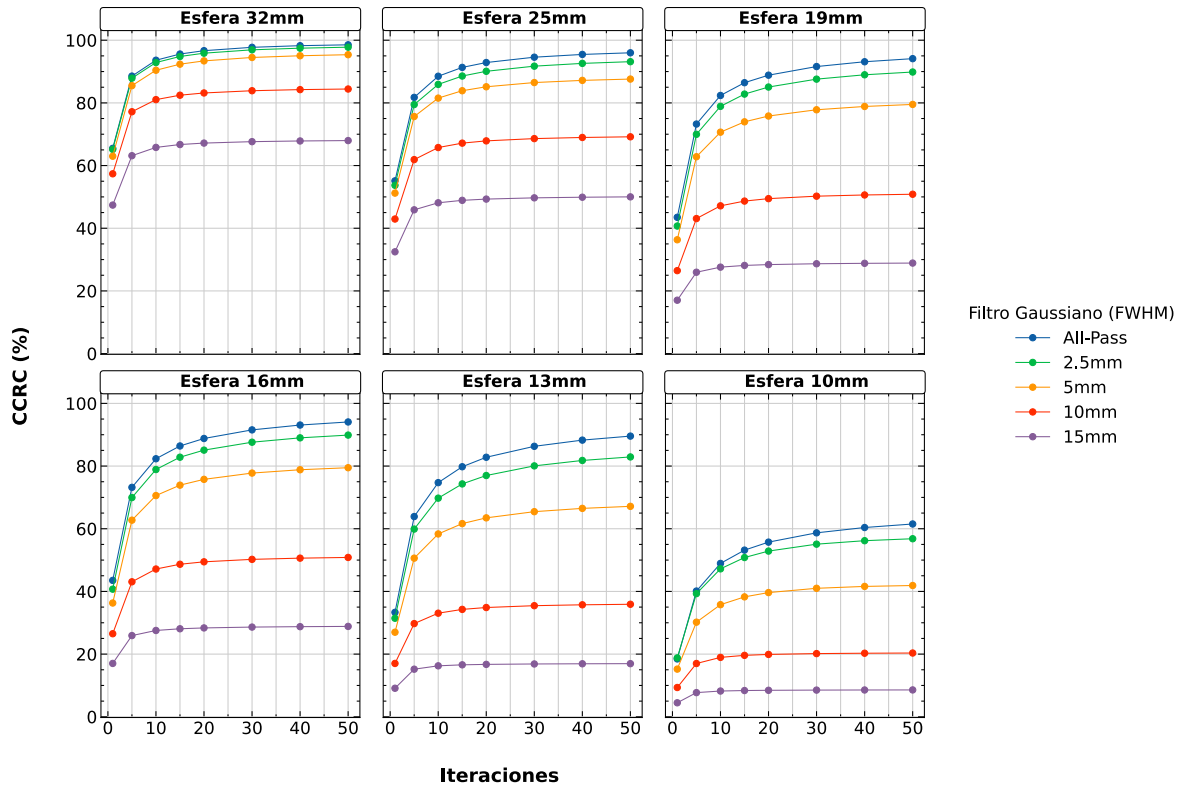 Esfera 32mm
Esfera 25mm
Esfera 19mm
100
80
60
40
20
0
CCRC (%)
Esfera 16mm
Esfera 13mm
Esfera 10mm
100
80
60
40
20
0
0 10 20 30 40 50
0 10 20 30 40 50
0 10 20 30 40 50
Iteraciones
Filtro Gaussiano (FWHM)
All-Pass
2.5mm
5mm
10mm
15mm